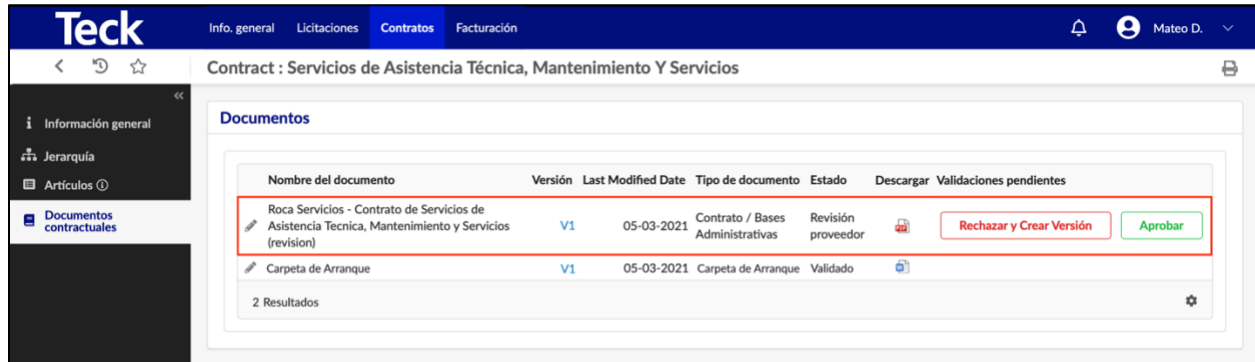 Teck
Info. general Licitaciones Contratos Facturación Mateo D.
Contract : Servicios de Asistencia Técnica, Mantenimiento Y Servicios
Información general
Jerarquía
Artículos
Documentos
contractuales
Documentos
Nombre del documento Versión Last Modified Date Tipo de documento Estado Descargar Validaciones pendientes
Roca Servicios - Contrato de Servicios de
Asistencia Tecnica, Mantenimiento y Servicios
(revision)
V1 05-03-2021
Contrato / Bases
Administrativas
Revisión
proveedor
Rechazar y Crear Versión Aprobar
Carpeta de Arranque V1 05-03-2021 Carpeta de Arranque Validado
2 Resultados